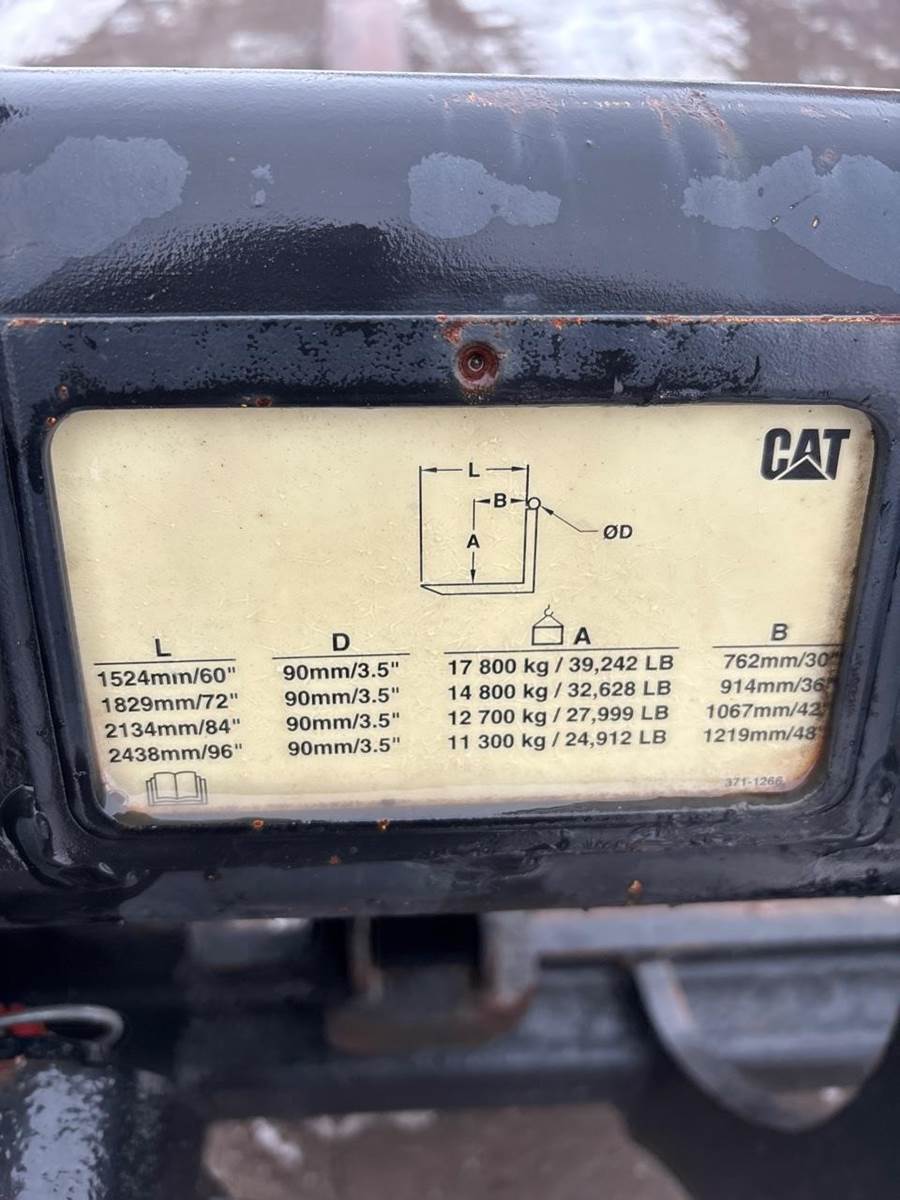 CAT
L
B
A
ØD
L D A B
1524mm/60" 90mm/3.5" 17 800 kg / 39,242 LB 762mm/30"
1829mm/72" 90mm/3.5" 14 800 kg / 32,628 LB 914mm/36"
2134mm/84" 90mm/3.5" 12 700 kg / 27,999 LB 1067mm/42"
2438mm/96" 90mm/3.5" 11 300 kg / 24,912 LB 1219mm/48"
371-1266